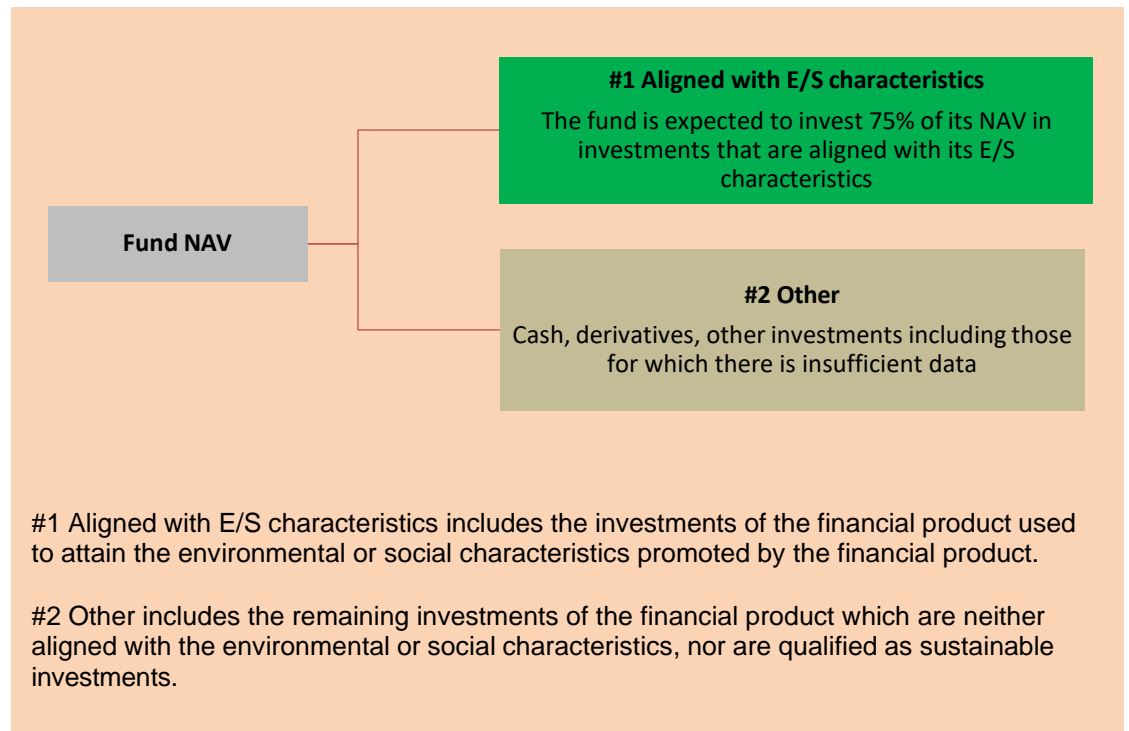 #1 Aligned with E/S characteristics
The fund is expected to invest 75% of its NAV in
investments that are aligned with its E/S
characteristics
Fund NAV
#2 Other
Cash, derivatives, other investments including those
for which there is insufficient data
#1 Aligned with E/S characteristics includes the investments of the financial product used
to attain the environmental or social characteristics promoted by the financial product.
#2 Other includes the remaining investments of the financial product which are neither
aligned with the environmental or social characteristics, nor are qualified as sustainable
investments.